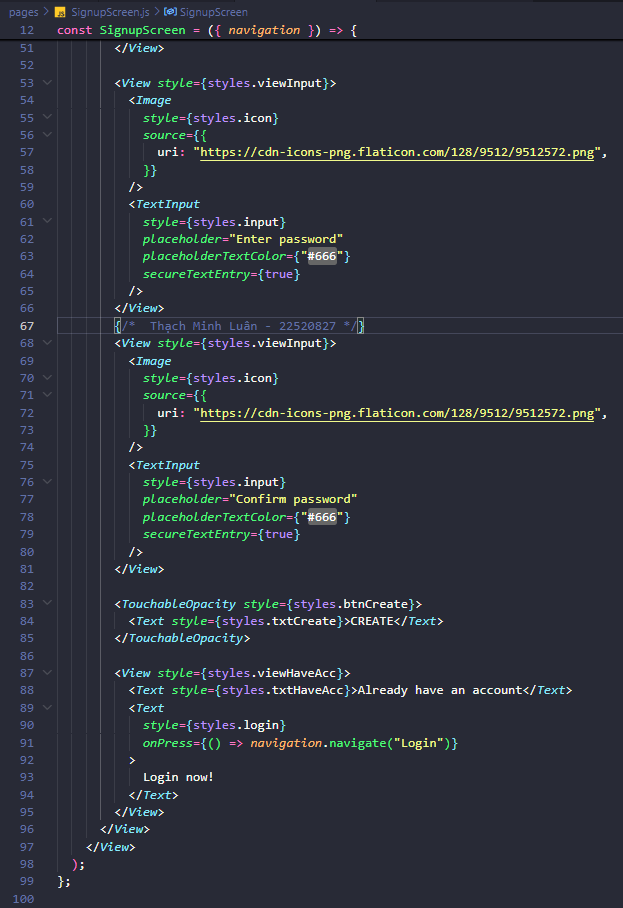 pages > JS SignupScreen.js > SignupScreen
12 const SignupScreen = ({ navigation }) => {
51 </View>
52
53 <View style={styles.viewInput}>
54 <Image
55 style={styles.icon}
56 source={{
57 uri: "https://cdn-icons-png.flaticon.com/128/9512/9512572.png",
58 }}
59 />
60 <TextInput
61 style={styles.input}
62 placeholder="Enter password"
63 placeholderTextColor={"#666"}
64 secureTextEntry={true}
65 />
66 </View>
67 {/*  Thạch Minh Luân - 22520827 */}
68 <View style={styles.viewInput}>
69 <Image
70 style={styles.icon}
71 source={{
72 uri: "https://cdn-icons-png.flaticon.com/128/9512/9512572.png",
73 }}
74 />
75 <TextInput
76 style={styles.input}
77 placeholder="Confirm password"
78 placeholderTextColor={"#666"}
79 secureTextEntry={true}
80 />
81 </View>
82
83 <TouchableOpacity style={styles.btnCreate}>
84 <Text style={styles.txtCreate}>CREATE</Text>
85 </TouchableOpacity>
86
87 <View style={styles.viewHaveAcc}>
88 <Text style={styles.txtHaveAcc}>Already have an account</Text>
89 <Text
90 style={styles.login}
91 onPress={() => navigation.navigate("Login")}
92 >
93 Login now!
94 </Text>
95 </View>
96 </View>
97 </View>
98 );
99 };
100